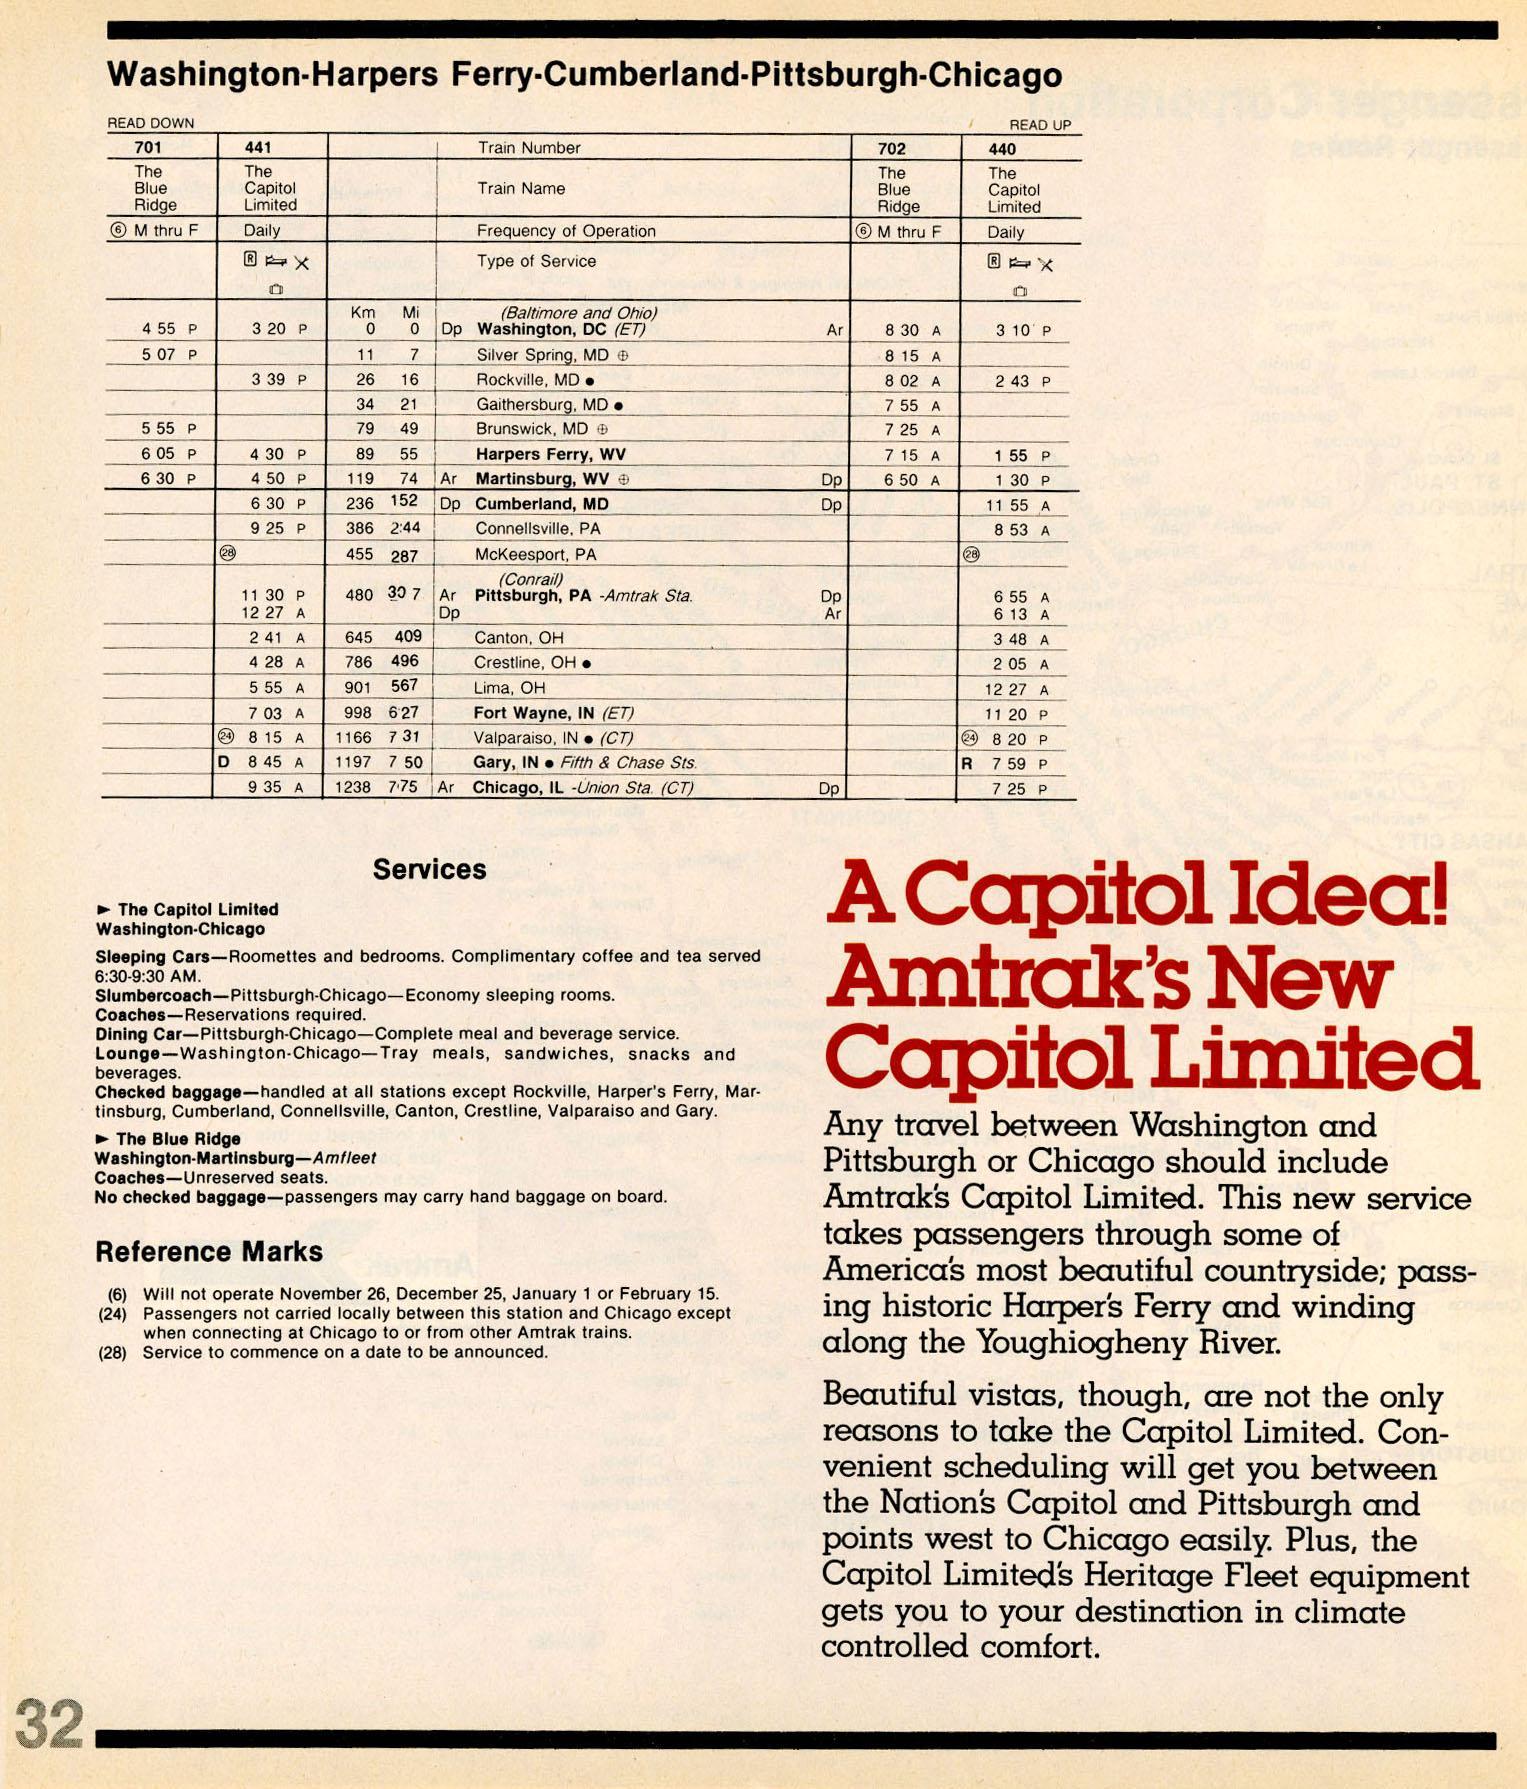 Washington-Harpers Ferry-Cumberland-Pittsburgh-Chicago
READ DOWN READ UP
701 441 Train Number 702 440
The Blue Ridge The Capitol Limited Train Name The Blue Ridge The Capitol Limited
⑥ M thru F Daily Frequency of Operation ⑥ M thru F Daily
R Type of Service R
Km Mi (Baltimore and Ohio)
4 55 P 3 20 P 0 0 Dp Washington, DC (ET) Ar 8 30 A 3 10 P
5 07 P 11 7 Silver Spring, MD ⊕ 8 15 A
3 39 P 26 16 Rockville, MD ● 8 02 A 2 43 P
34 21 Gaithersburg, MD ● 7 55 A
5 55 P 79 49 Brunswick, MD ⊕ 7 25 A
6 05 P 4 30 P 89 55 Harpers Ferry, WV 7 15 A 1 55 P
6 30 P 4 50 P 119 74 Ar Martinsburg, WV ⊕ Dp 6 50 A 1 30 P
6 30 P 236 152 Dp Cumberland, MD Dp 11 55 A
9 25 P 386 2:44 Connellsville, PA 8 53 A
㉘ 455 287 McKeesport, PA ㉘
(Conrail)
11 30 P 480 30 7 Ar Pittsburgh, PA -Amtrak Sta. Dp 6 55 A
12 27 A Dp Ar 6 13 A
2 41 A 645 409 Canton, OH 3 48 A
4 28 A 786 496 Crestline, OH ● 2 05 A
5 55 A 901 567 Lima, OH 12 27 A
7 03 A 998 627 Fort Wayne, IN (ET) 11 20 P
㉔ 8 15 A 1166 7 31 Valparaiso, IN ● (CT) ㉔ 8 20 P
D 8 45 A 1197 7 50 Gary, IN ● Fifth & Chase Sts. R 7 59 P
9 35 A 1238 775 Ar Chicago, IL -Union Sta. (CT) Dp 7 25 P
Services
► The Capitol Limited
Washington-Chicago
Sleeping Cars—Roomettes and bedrooms. Complimentary coffee and tea served
6:30-9:30 AM.
Slumbercoach—Pittsburgh-Chicago—Economy sleeping rooms.
Coaches—Reservations required.
Dining Car—Pittsburgh-Chicago—Complete meal and beverage service.
Lounge—Washington-Chicago—Tray meals, sandwiches, snacks and
beverages.
Checked baggage—handled at all stations except Rockville, Harper's Ferry, Mar-
tinsburg, Cumberland, Connellsville, Canton, Crestline, Valparaiso and Gary.
► The Blue Ridge
Washington-Martinsburg—Amfleet
Coaches—Unreserved seats.
No checked baggage—passengers may carry hand baggage on board.
Reference Marks
(6) Will not operate November 26, December 25, January 1 or February 15.
(24) Passengers not carried locally between this station and Chicago except
when connecting at Chicago to or from other Amtrak trains.
(28) Service to commence on a date to be announced.
A Capitol Idea!
Amtrak's New
Capitol Limited
Any travel between Washington and
Pittsburgh or Chicago should include
Amtrak's Capitol Limited. This new service
takes passengers through some of
America's most beautiful countryside; pass-
ing historic Harper's Ferry and winding
along the Youghiogheny River.
Beautiful vistas, though, are not the only
reasons to take the Capitol Limited. Con-
venient scheduling will get you between
the Nation's Capitol and Pittsburgh and
points west to Chicago easily. Plus, the
Capitol Limited's Heritage Fleet equipment
gets you to your destination in climate
controlled comfort.
32